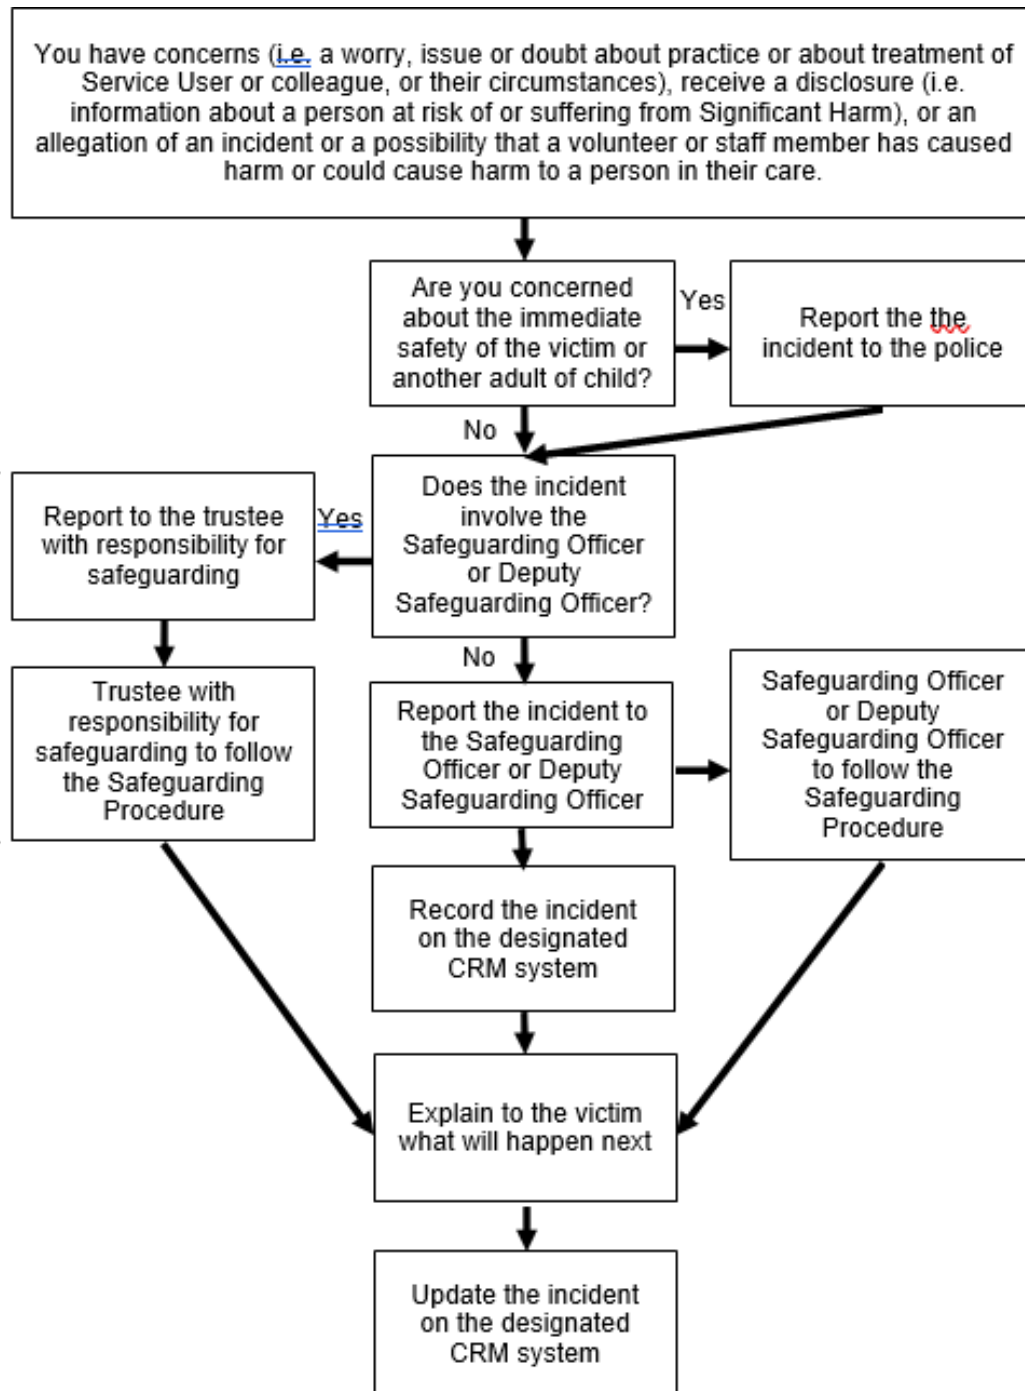 You have concerns (i.e. a worry, issue or doubt about practice or about treatment of
Service User or colleague, or their circumstances), receive a disclosure (i.e.
information about a person at risk of or suffering from Significant Harm), or an
allegation of an incident or a possibility that a volunteer or staff member has caused
harm or could cause harm to a person in their care.
Are you concerned
about the immediate
safety of the victim or
another adult of child?
Yes
Report the the
incident to the police
No
Does the incident
involve the
Safeguarding Officer
or Deputy
Safeguarding Officer?
Yes
Report to the trustee
with responsibility for
safeguarding
Trustee with
responsibility for
safeguarding to follow
the Safeguarding
Procedure
No
Report the incident to
the Safeguarding
Officer or Deputy
Safeguarding Officer
Safeguarding Officer
or Deputy
Safeguarding Officer
to follow the
Safeguarding
Procedure
Record the incident
on the designated
CRM system
Explain to the victim
what will happen next
Update the incident
on the designated
CRM system